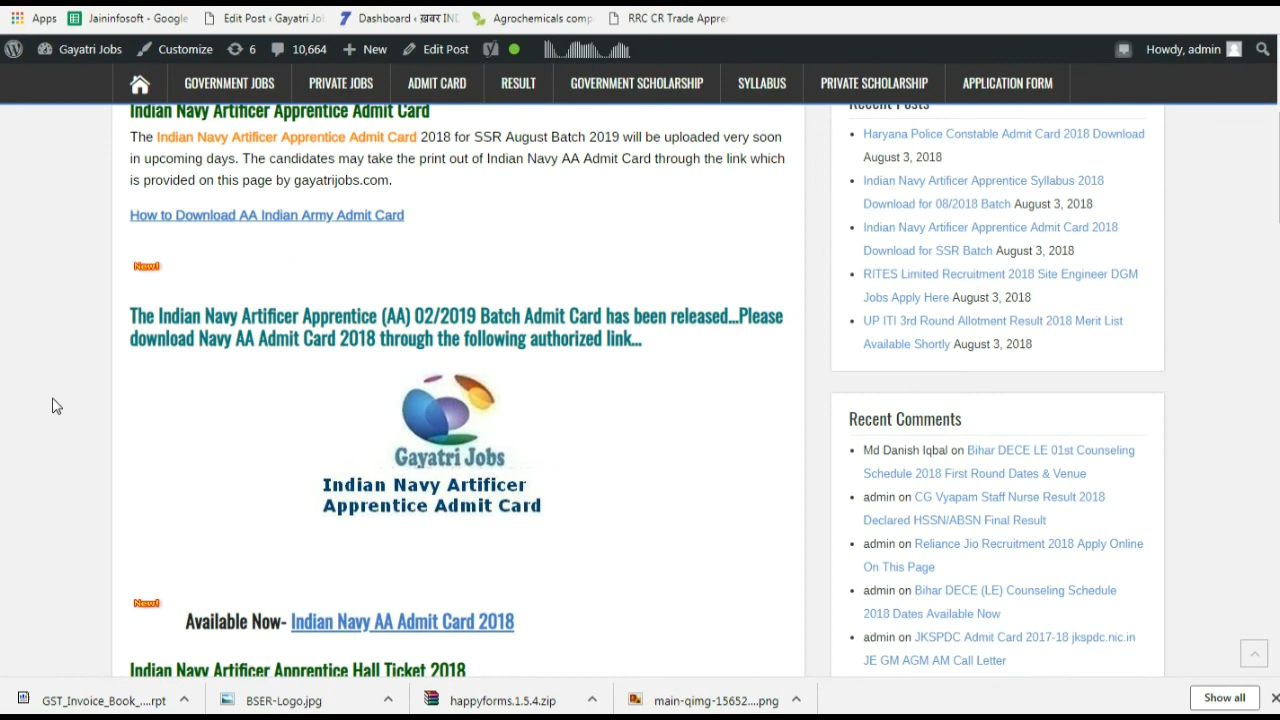 Apps
Jaininfosoft - Google
Edit Post ‹ Gayatri Jo
Dashboard ‹ ख़बर IND
Agrochemicals comp
RRC CR Trade Appre
Gayatri Jobs
Customize
6
10,664
New
Edit Post
Howdy, admin
GOVERNMENT JOBS
PRIVATE JOBS
ADMIT CARD
RESULT
GOVERNMENT SCHOLARSHIP
SYLLABUS
PRIVATE SCHOLARSHIP
APPLICATION FORM
Indian Navy Artificer Apprentice Admit Card
The Indian Navy Artificer Apprentice Admit Card 2018 for SSR August Batch 2019 will be uploaded very soon
in upcoming days. The candidates may take the print out of Indian Navy AA Admit Card through the link which
is provided on this page by gayatrijobs.com.
How to Download AA Indian Army Admit Card
New!
The Indian Navy Artificer Apprentice (AA) 02/2019 Batch Admit Card has been released...Please
download Navy AA Admit Card 2018 through the following authorized link...
Gayatri Jobs
Indian Navy Artificer
Apprentice Admit Card
New!
Available Now- Indian Navy AA Admit Card 2018
Indian Navy Artificer Apprentice Hall Ticket 2018
Recent Posts
Haryana Police Constable Admit Card 2018 Download
August 3, 2018
Indian Navy Artificer Apprentice Syllabus 2018
Download for 08/2018 Batch August 3, 2018
Indian Navy Artificer Apprentice Admit Card 2018
Download for SSR Batch August 3, 2018
RITES Limited Recruitment 2018 Site Engineer DGM
Jobs Apply Here August 3, 2018
UP ITI 3rd Round Allotment Result 2018 Merit List
Available Shortly August 3, 2018
Recent Comments
Md Danish Iqbal on Bihar DECE LE 01st Counseling
Schedule 2018 First Round Dates & Venue
admin on CG Vyapam Staff Nurse Result 2018
Declared HSSN/ABSN Final Result
admin on Reliance Jio Recruitment 2018 Apply Online
On This Page
admin on Bihar DECE (LE) Counseling Schedule
2018 Dates Available Now
admin on JKSPDC Admit Card 2017-18 jkspdc.nic.in
JE GM AGM AM Call Letter
GST_Invoice_Book_....rpt
BSER-Logo.jpg
happyforms.1.5.4.zip
main-qimg-15652....png
Show all